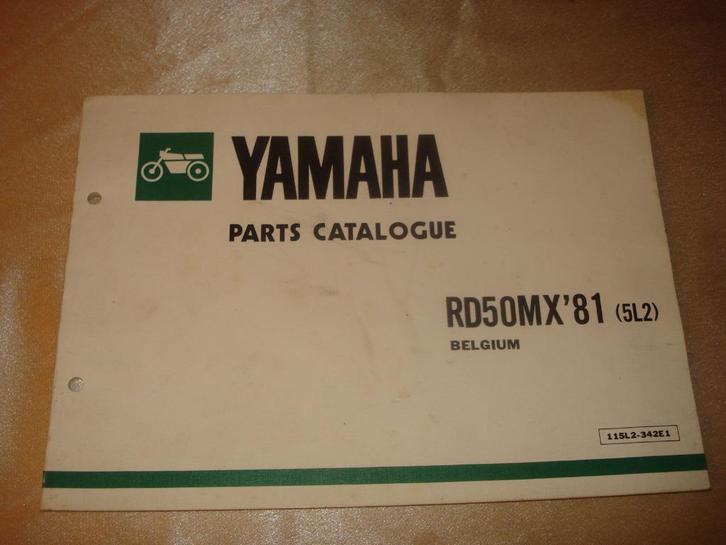 YAMAHA
PARTS CATALOGUE
RD50MX'81 (5L2)
BELGIUM
115L2-342E1